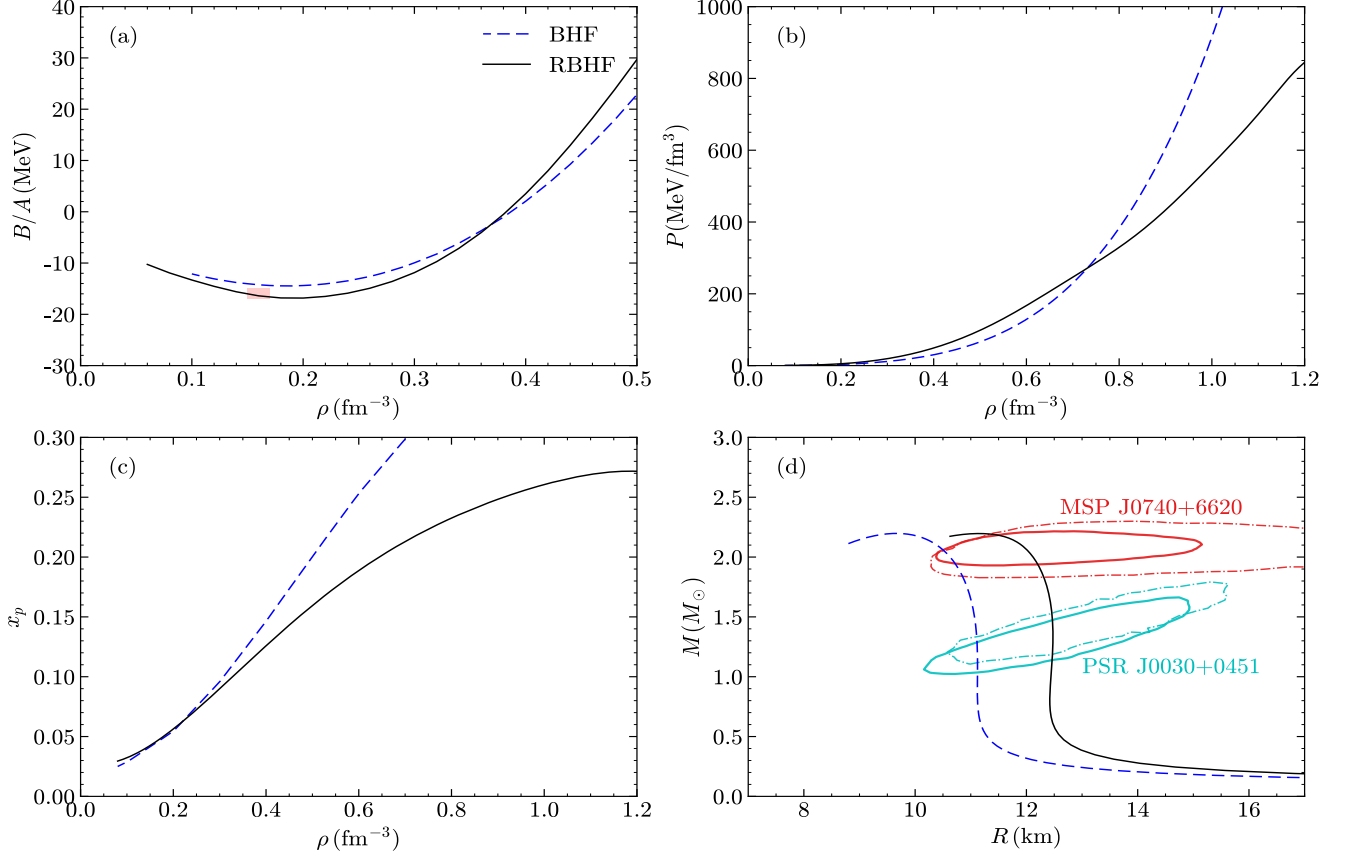 (a)
BHF
RBHF
40
30
20
10
0
-10
-20
-30
B/A (MeV)
0.0 0.1 0.2 0.3 0.4 0.5
ρ (fm⁻³)
(b)
1000
800
600
400
200
0
P(MeV/fm³)
0.0 0.2 0.4 0.6 0.8 1.0 1.2
ρ (fm⁻³)
(c)
0.30
0.25
0.20
0.15
0.10
0.05
0.00
xₚ
0.0 0.2 0.4 0.6 0.8 1.0 1.2
ρ (fm⁻³)
(d)
MSP J0740+6620
PSR J0030+0451
3.0
2.5
2.0
1.5
1.0
0.5
0.0
M (M⊙)
8 10 12 14 16
R (km)